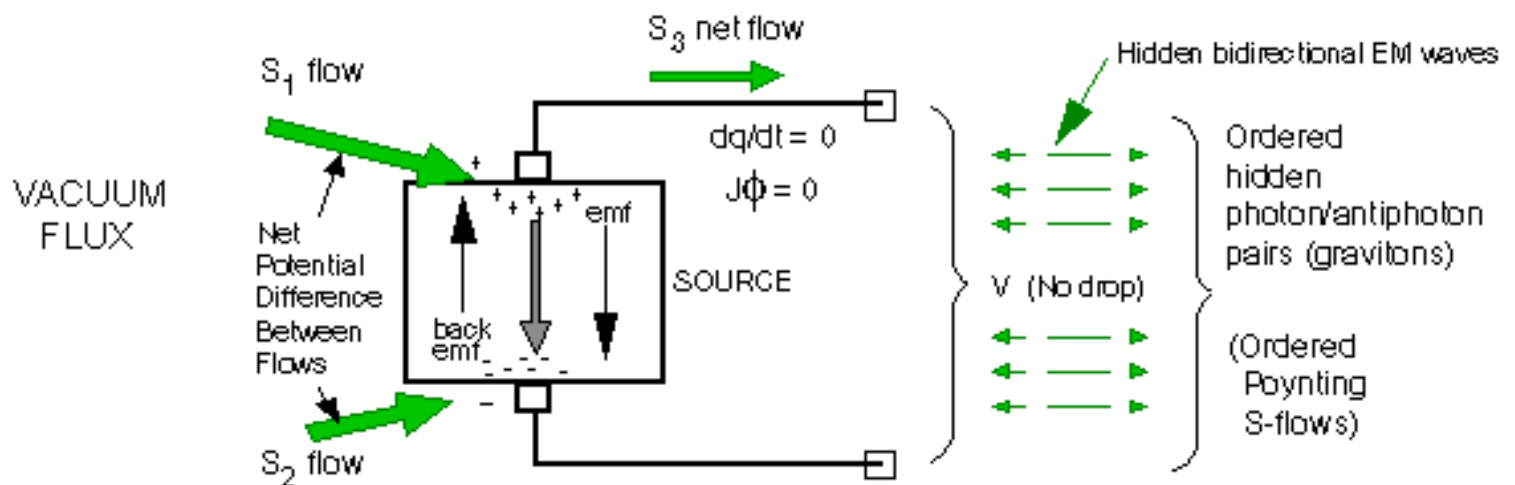 S3 net flow
Hidden bidirectional EM waves
S1 flow
dq/dt = 0
JΦ = 0
Ordered
hidden
photon/antiphoton
pairs (gravitons)
VACUUM
FLUX
+
+ + + + + + +
emf
Net
Potential
Difference
Between
Flows
SOURCE
V (No drop)
back
emf
- - - - - - - -
-
(Ordered
Poynting
S-flows)
S2 flow